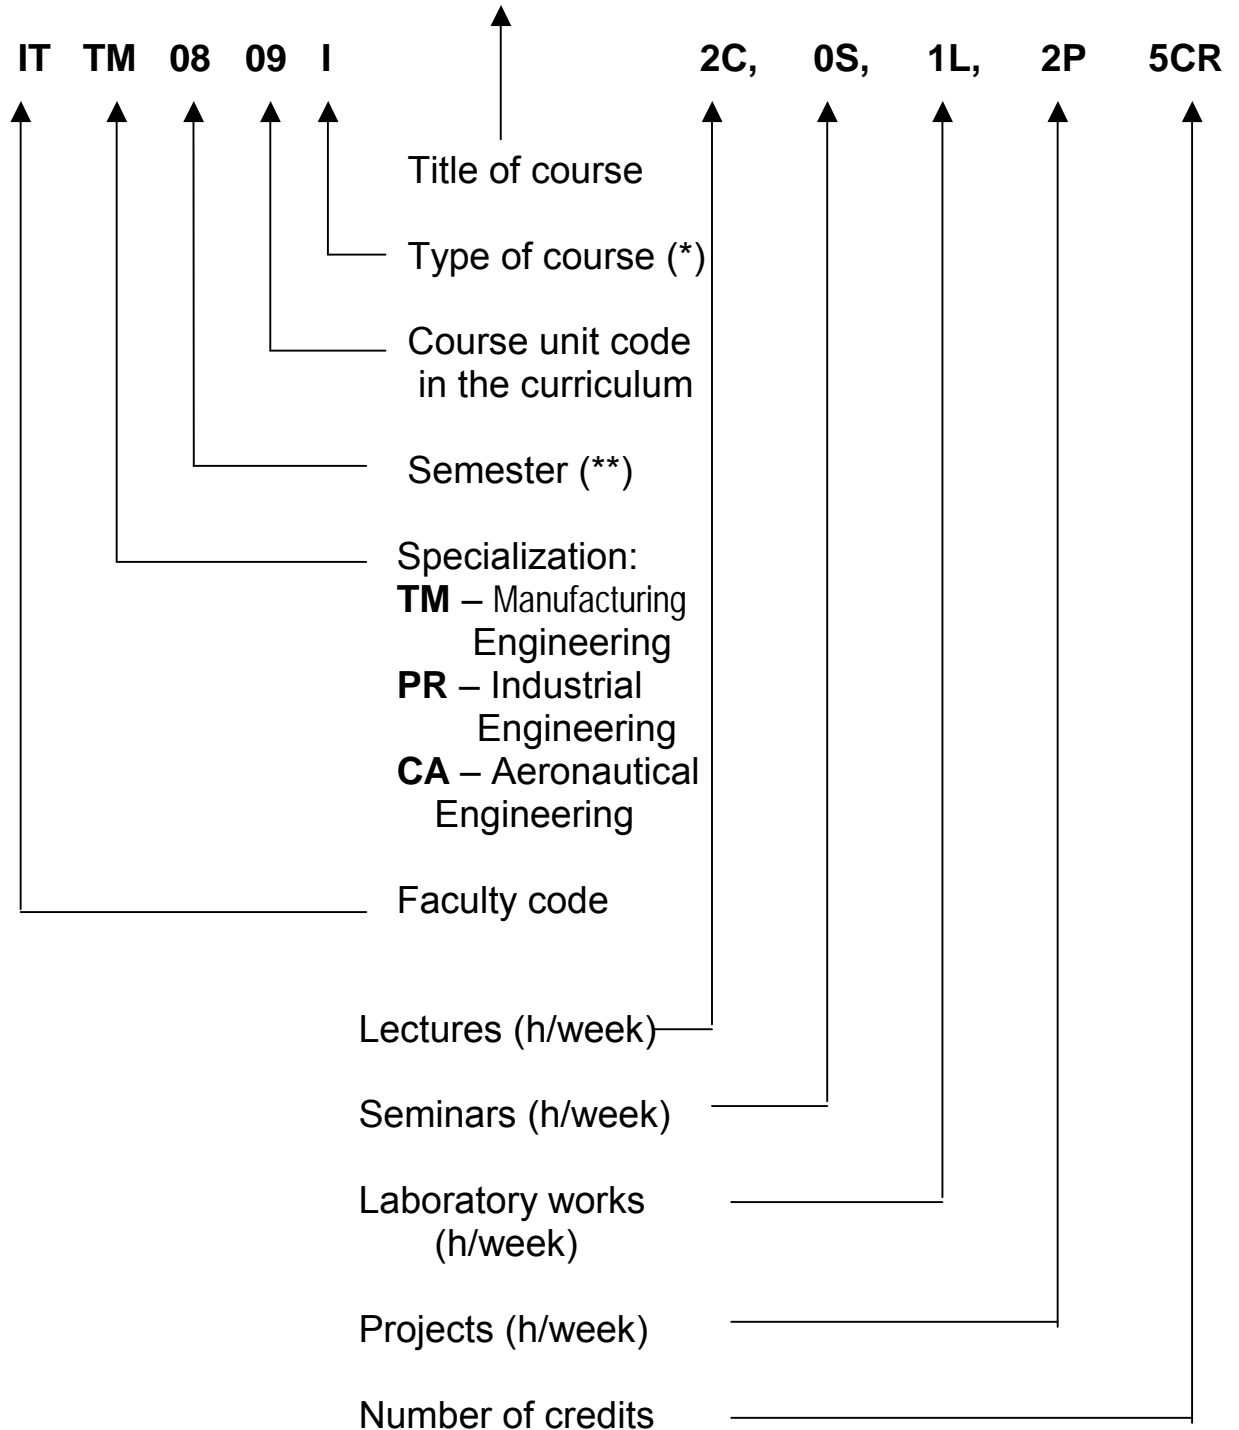 IT TM 08 09 I 2C, 0S, 1L, 2P 5CR
Title of course
Type of course (*)
Course unit code
in the curriculum
Semester (**)
Specialization:
TM – Manufacturing
Engineering
PR – Industrial
Engineering
CA – Aeronautical
Engineering
Faculty code
Lectures (h/week)
Seminars (h/week)
Laboratory works
(h/week)
Projects (h/week)
Number of credits